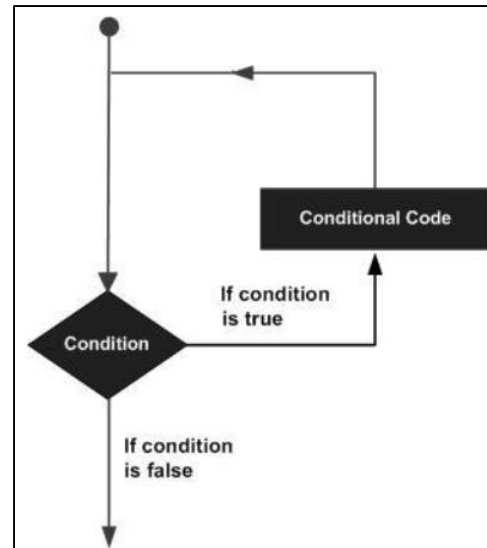 Conditional Code
If condition
is true
Condition
If condition
is false